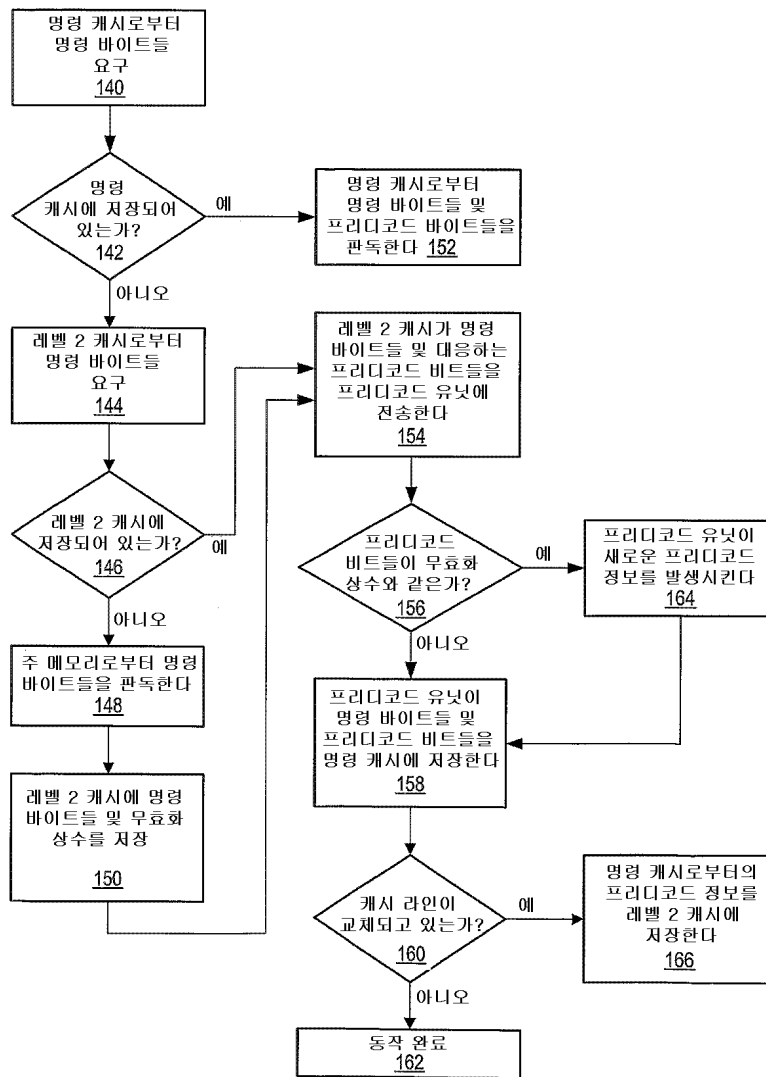 명령 캐시로부터
명령 바이트들
요구
140
명령
캐시에 저장되어
있는가?
142
예
명령 캐시로부터
명령 바이트들 및
프리디코드 바이트들을
판독한다 152
아니오
레벨 2 캐시로부터
명령 바이트들
요구
144
레벨 2 캐시에
저장되어 있는가?
146
예
아니오
주 메모리로부터 명령
바이트들을 판독한다
148
레벨 2 캐시에 명령
바이트들 및 무효화
상수를 저장
150
레벨 2 캐시가 명령
바이트들 및 대응하는
프리디코드 비트들을
프리디코드 유닛에
전송한다
154
프리디코드
비트들이 무효화
상수와 같은가?
156
예
프리디코드 유닛이
새로운 프리디코드
정보를 발생시킨다
164
아니오
프리디코드 유닛이
명령 바이트들 및
프리디코드 비트들을
명령 캐시에 저장한다
158
캐시 라인이
교체되고 있는가?
160
예
명령 캐시로부터의
프리디코드 정보를
레벨 2 캐시에
저장한다
166
아니오
동작 완료
162